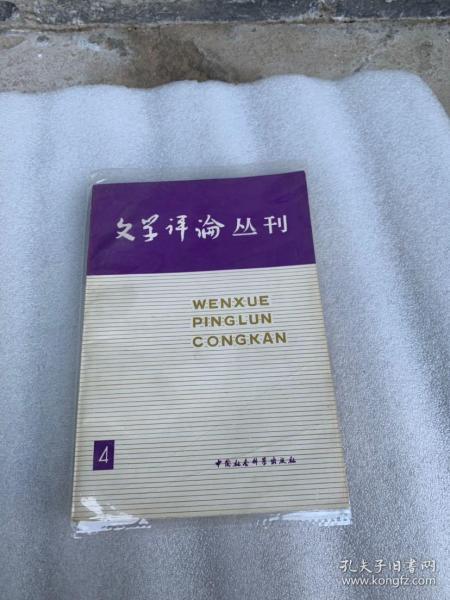 文学评论丛刊
WENXUE
PINGLUN
CONGKAN
4
中国社会科学出版社
孔夫子旧书网
www.kongfz.com